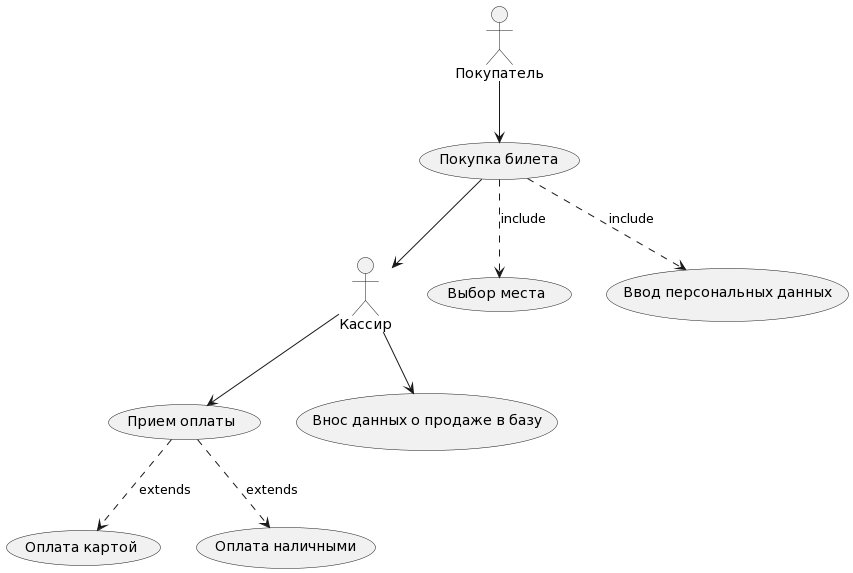 Покупатель
Покупка билета
include
include
Кассир
Выбор места
Ввод персональных данных
Прием оплаты
Внос данных о продаже в базу
extends
extends
Оплата картой
Оплата наличными